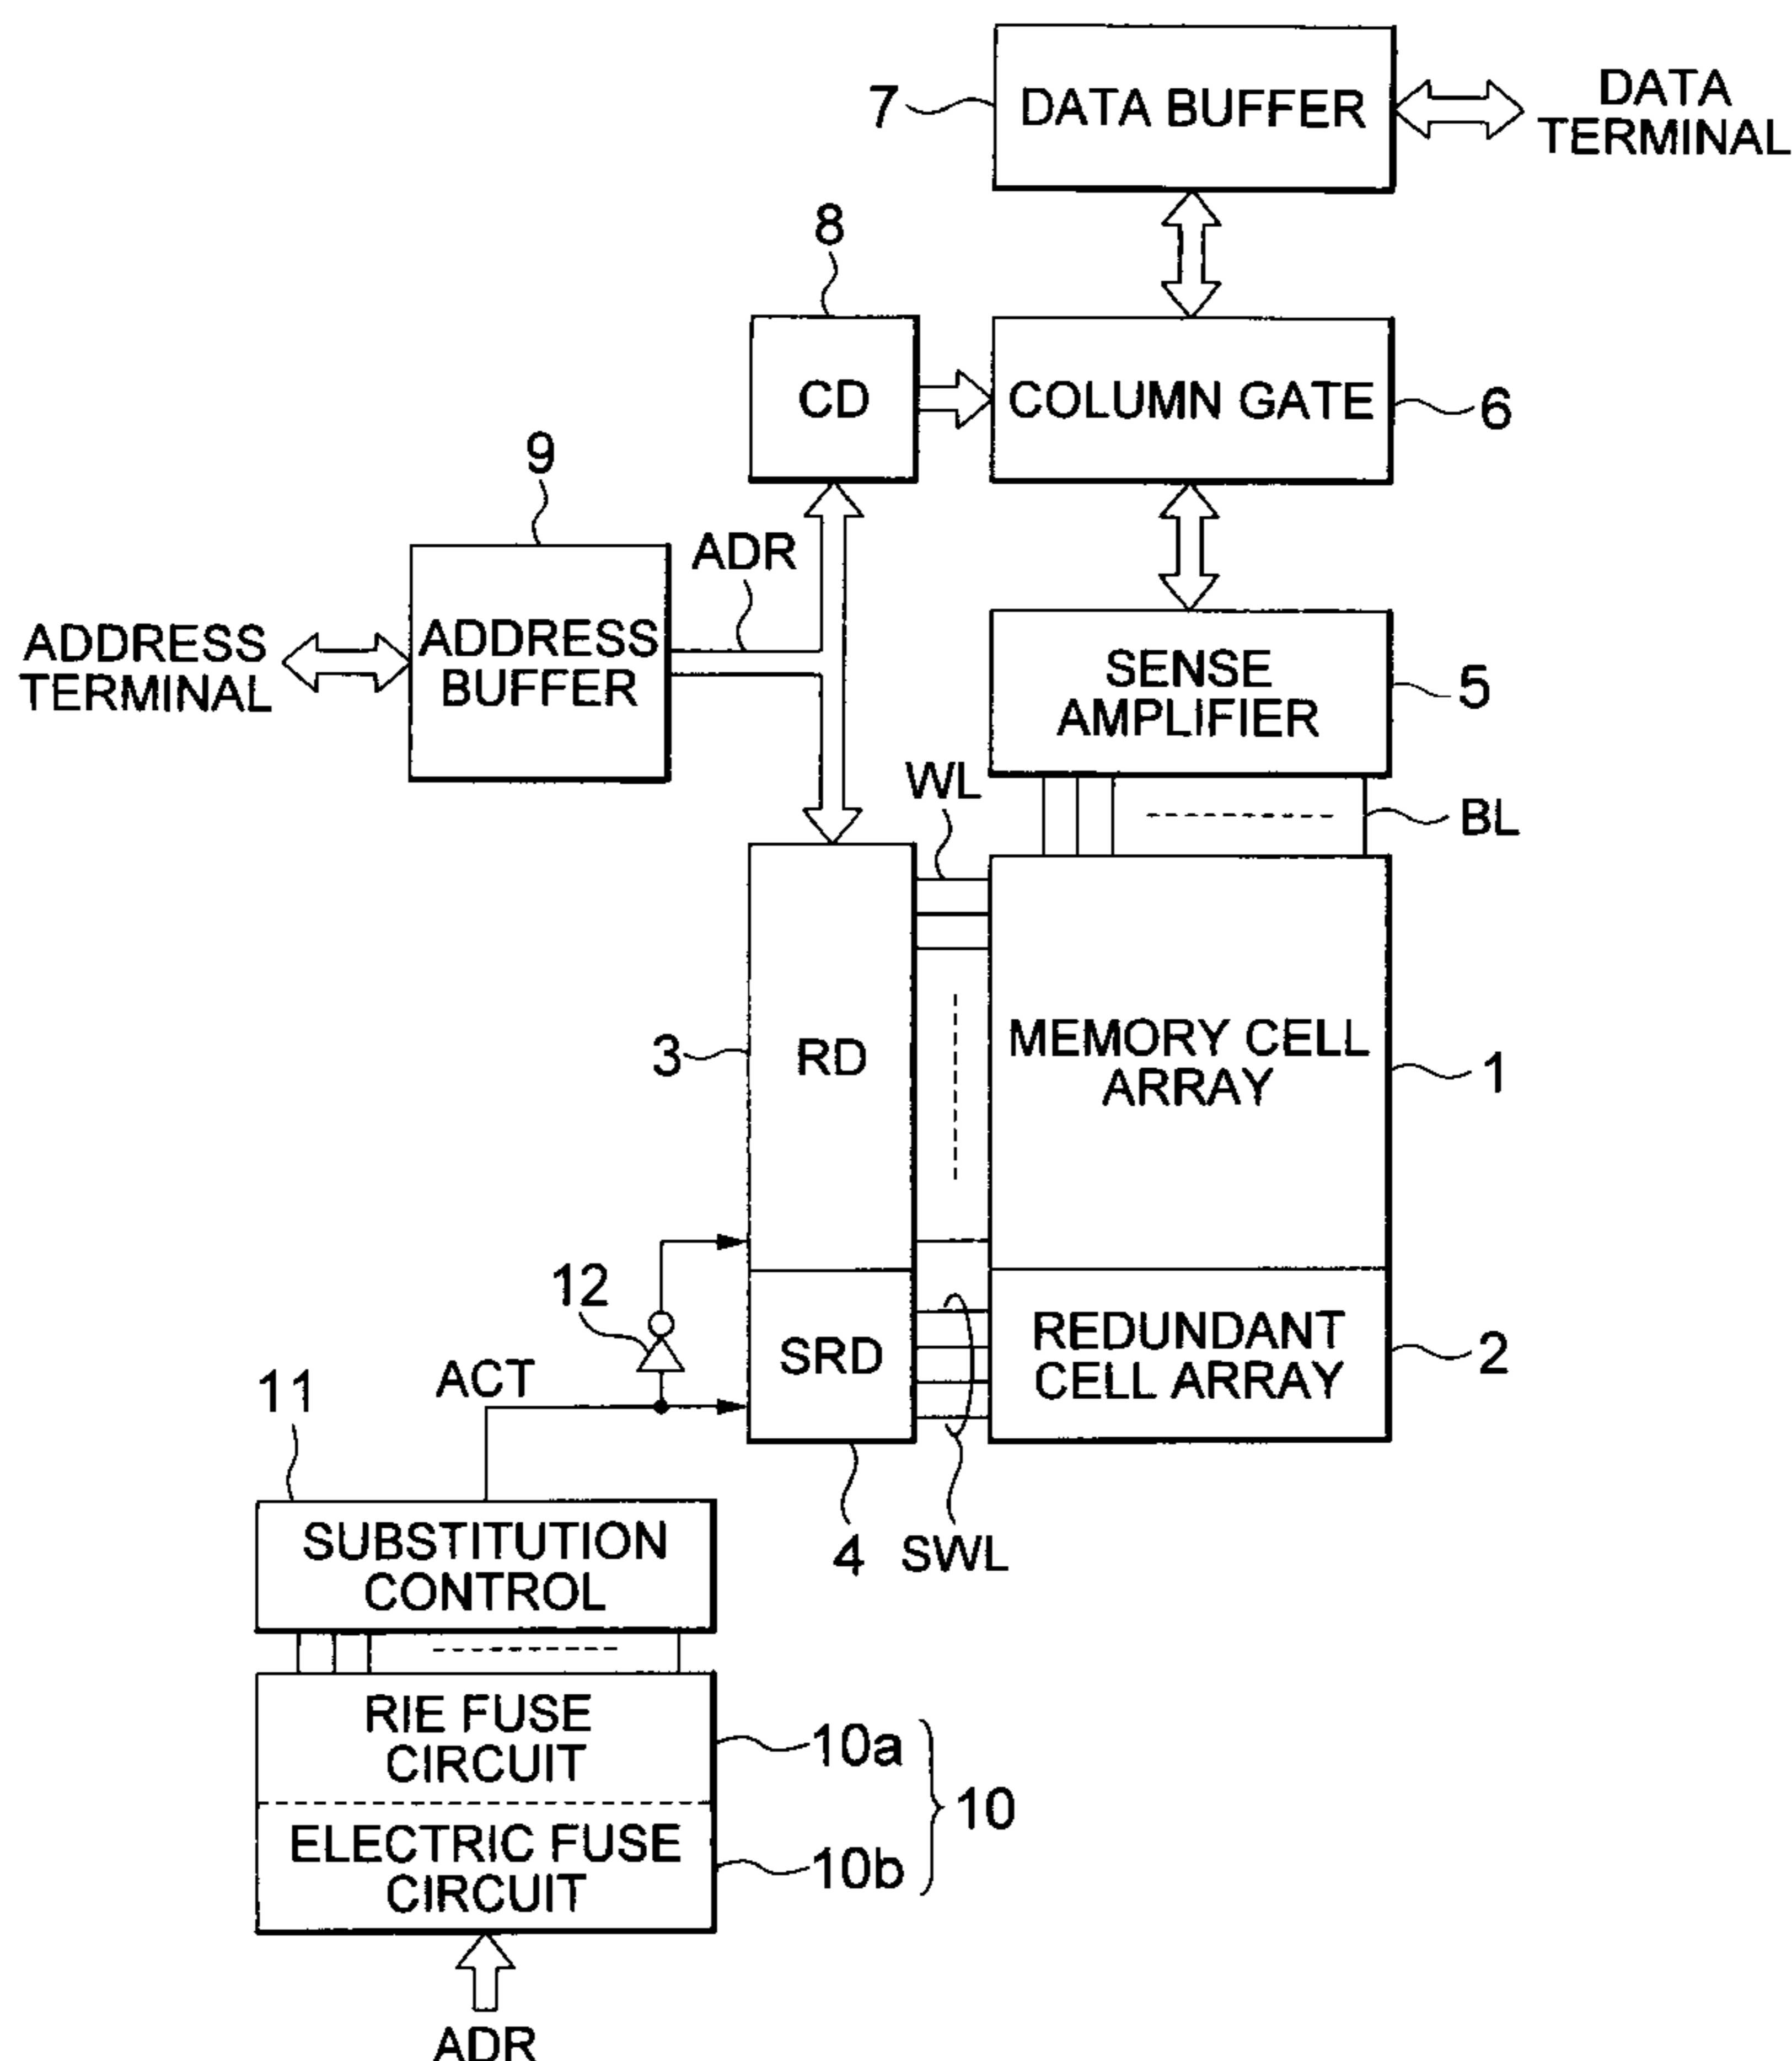 DATA BUFFER
7
DATA
TERMINAL
8
CD
COLUMN GATE
6
9
ADR
ADDRESS
TERMINAL
ADDRESS
BUFFER
SENSE
AMPLIFIER
5
WL
BL
3
RD
MEMORY CELL
ARRAY
1
12
SRD
REDUNDANT
CELL ARRAY
2
11
ACT
4
SWL
SUBSTITUTION
CONTROL
RIE FUSE
CIRCUIT
10a
10
ELECTRIC FUSE
CIRCUIT
10b
ADR